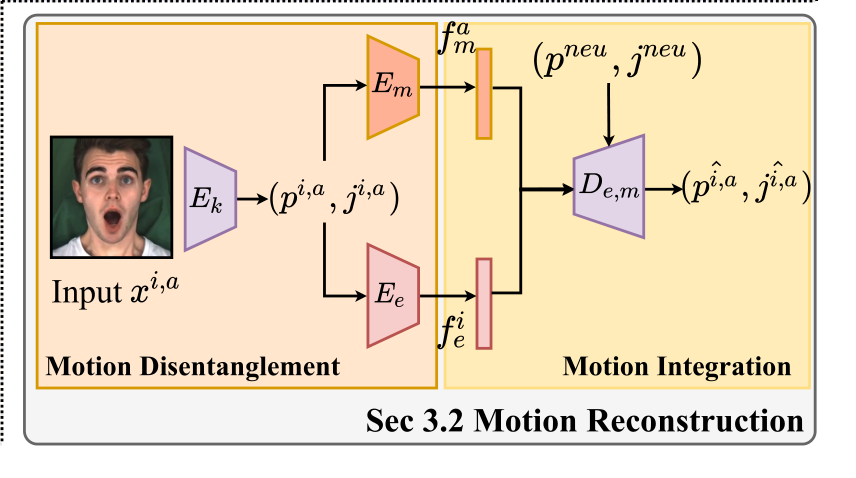 f_m^a
(p^{neu}, j^{neu})
E_m
E_k
(p^{i,a}, j^{i,a})
D_{e,m}
(\hat{p^{i,a}}, \hat{j^{i,a}})
Input x^{i,a}
E_e
f_e^i
Motion Disentanglement
Motion Integration
Sec 3.2 Motion Reconstruction